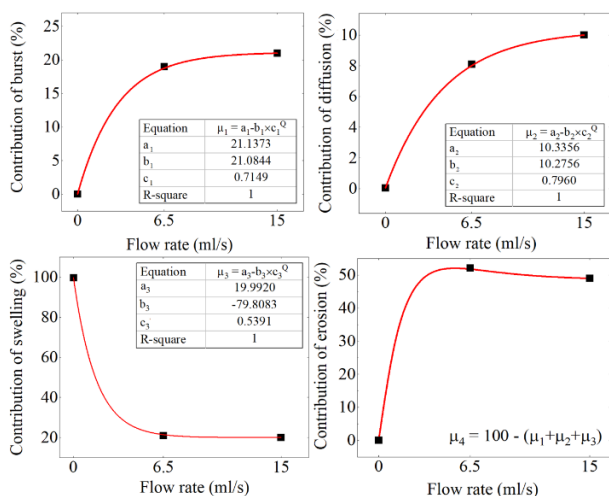 Contribution of burst (%)
25
20
15
10
5
0
0 6.5 15
Flow rate (ml/s)
Equation μ₁ = a₁-b₁×c₁^Q
a₁ 21.1373
b₁ 21.0844
c₁ 0.7149
R-square 1
Contribution of diffusion (%)
10
8
6
4
2
0
0 6.5 15
Flow rate (ml/s)
Equation μ₂ = a₂-b₂×c₂^Q
a₂ 10.3356
b₂ 10.2756
c₂ 0.7960
R-square 1
Contribution of swelling (%)
100
80
60
40
20
0 6.5 15
Flow rate (ml/s)
Equation μ₃ = a₃-b₃×c₃^Q
a₃ 19.9920
b₃ -79.8083
c₃ 0.5391
R-square 1
Contribution of erosion (%)
50
40
30
20
10
0
0 6.5 15
Flow rate (ml/s)
μ₄ = 100 - (μ₁+μ₂+μ₃)